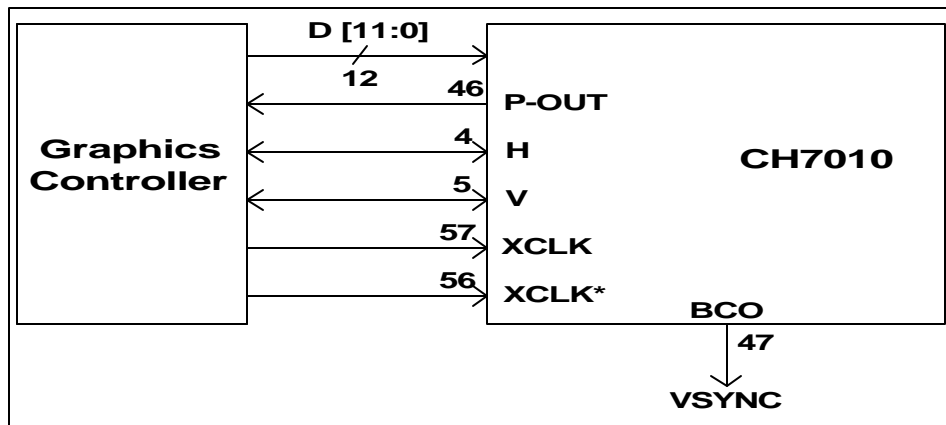 D [11:0]
12
46
P-OUT
Graphics
Controller
4
H
CH7010
5
V
57
XCLK
56
XCLK*
BCO
47
VSYNC